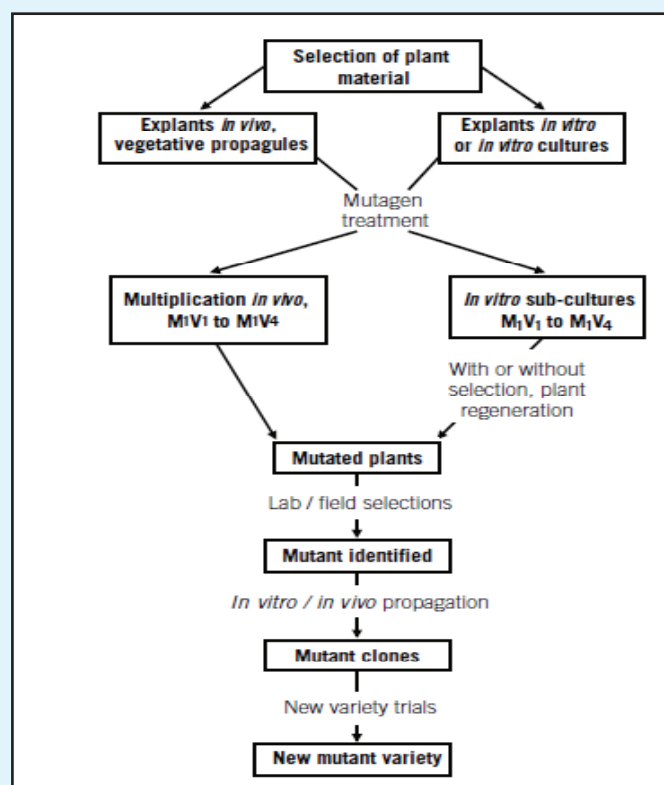 Selection of plant
material
Explants in vivo,
vegetative propagules
Explants in vitro
or in vitro cultures
Mutagen
treatment
Multiplication in vivo,
M1V1 to M1V4
In vitro sub-cultures
M₁V₁ to M₁V₄
With or without
selection, plant
regeneration
Mutated plants
Lab / field selections
Mutant identified
In vitro / in vivo propagation
Mutant clones
New variety trials
New mutant variety